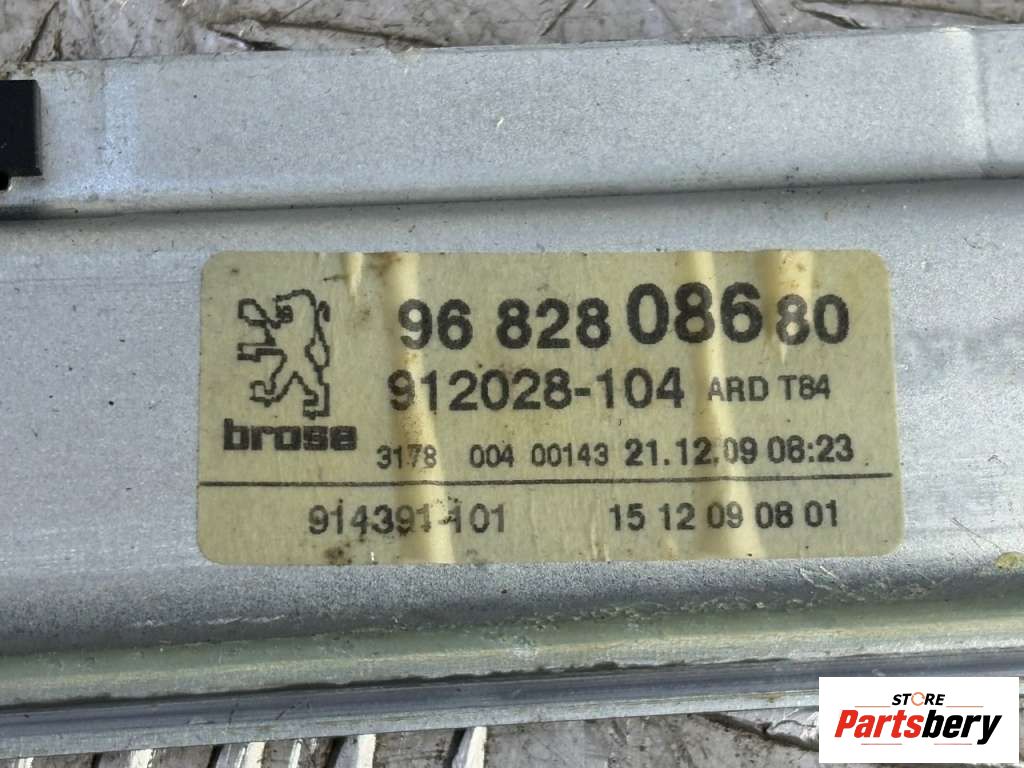 96 828 086 80
912028-104 ARD T84
brose
3178 004 00143 21.12.09 08:23
914391-101 15 12 09 08 01
STORE
Partsbery